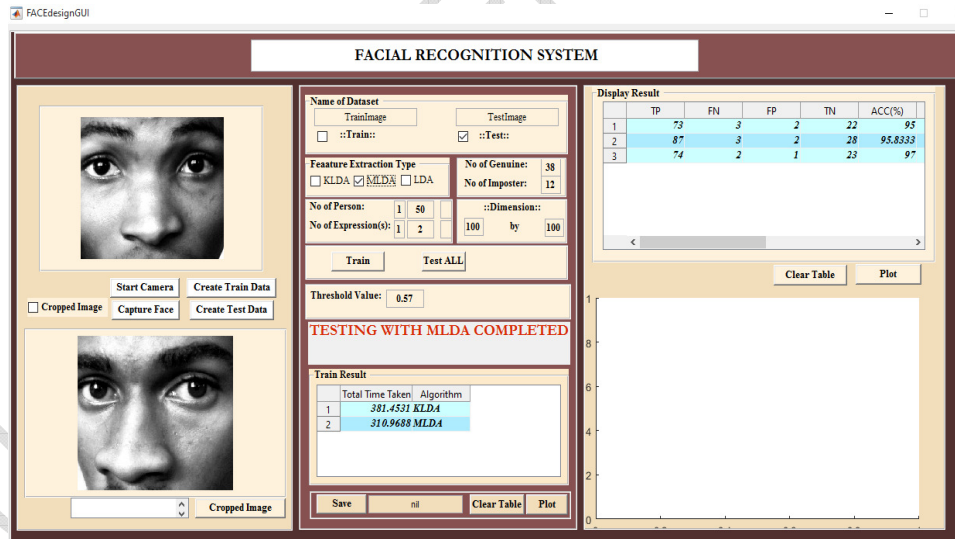 FACEdesignGUI
FACIAL RECOGNITION SYSTEM
Start Camera Create Train Data
Cropped Image Capture Face Create Test Data
Cropped Image
Name of Dataset
TrainImage TestImage
::Train:: ::Test::
Feaature Extraction Type
KLDA MLDA LDA
No of Genuine: 38
No of Imposter: 12
No of Person: 1 50
No of Expression(s): 1 2
::Dimension::
100 by 100
Train Test ALL
Threshold Value: 0.57
TESTING WITH MLDA COMPLETED
Train Result
Total Time Taken Algorithm
1 381.4531 KLDA
2 310.9688 MLDA
Save nil Clear Table Plot
Display Result
TP FN FP TN ACC(%)
1 73 3 2 22 95
2 87 3 2 28 95.8333
3 74 2 1 23 97
Clear Table Plot
1
8
6
4
2
0